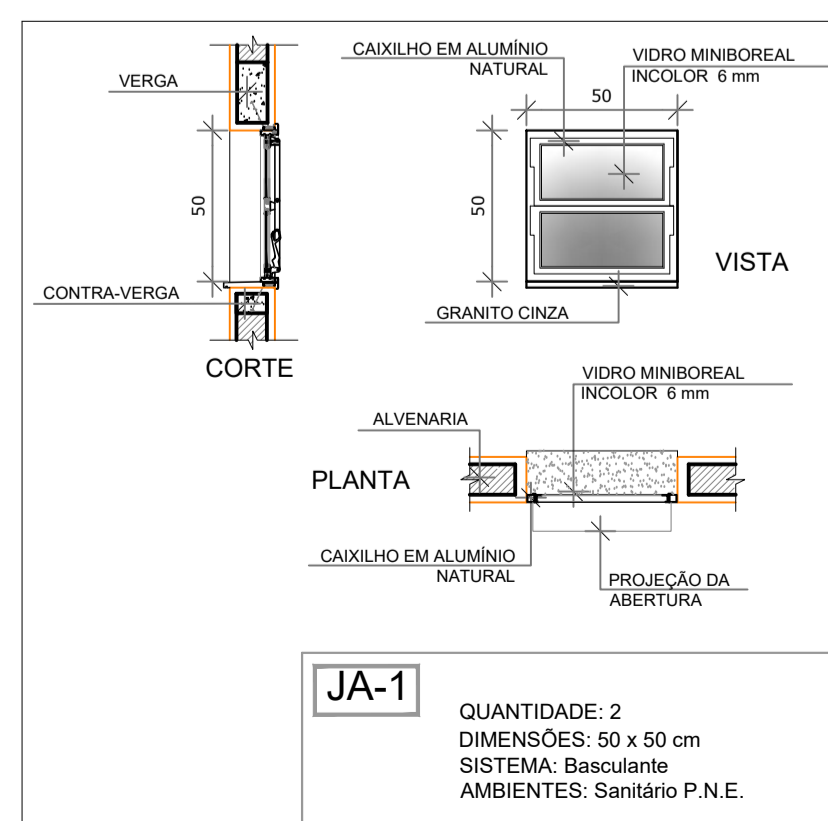 VERGA
50
CONTRA-VERGA
CORTE
CAIXILHO EM ALUMÍNIO
NATURAL
VIDRO MINIBOREAL
INCOLOR 6 mm
50
50
VISTA
GRANITO CINZA
VIDRO MINIBOREAL
INCOLOR 6 mm
ALVENARIA
PLANTA
CAIXILHO EM ALUMÍNIO
NATURAL
PROJEÇÃO DA
ABERTURA
JA-1
QUANTIDADE: 2
DIMENSÕES: 50 x 50 cm
SISTEMA: Basculante
AMBIENTES: Sanitário P.N.E.